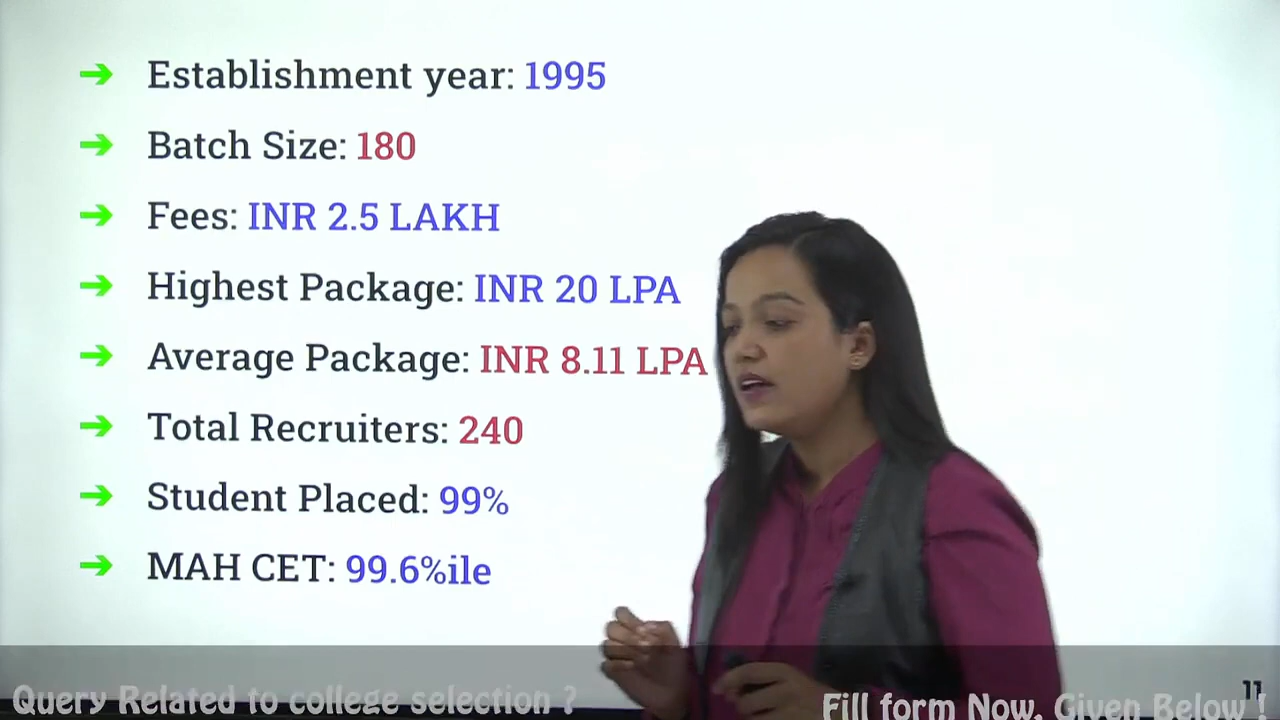 ➔ Establishment year: 1995
➔ Batch Size: 180
➔ Fees: INR 2.5 LAKH
➔ Highest Package: INR 20 LPA
➔ Average Package: INR 8.11 LPA
➔ Total Recruiters: 240
➔ Student Placed: 99%
➔ MAH CET: 99.6%ile
11
Query Related to college selection ?
Fill form Now, Given Below !